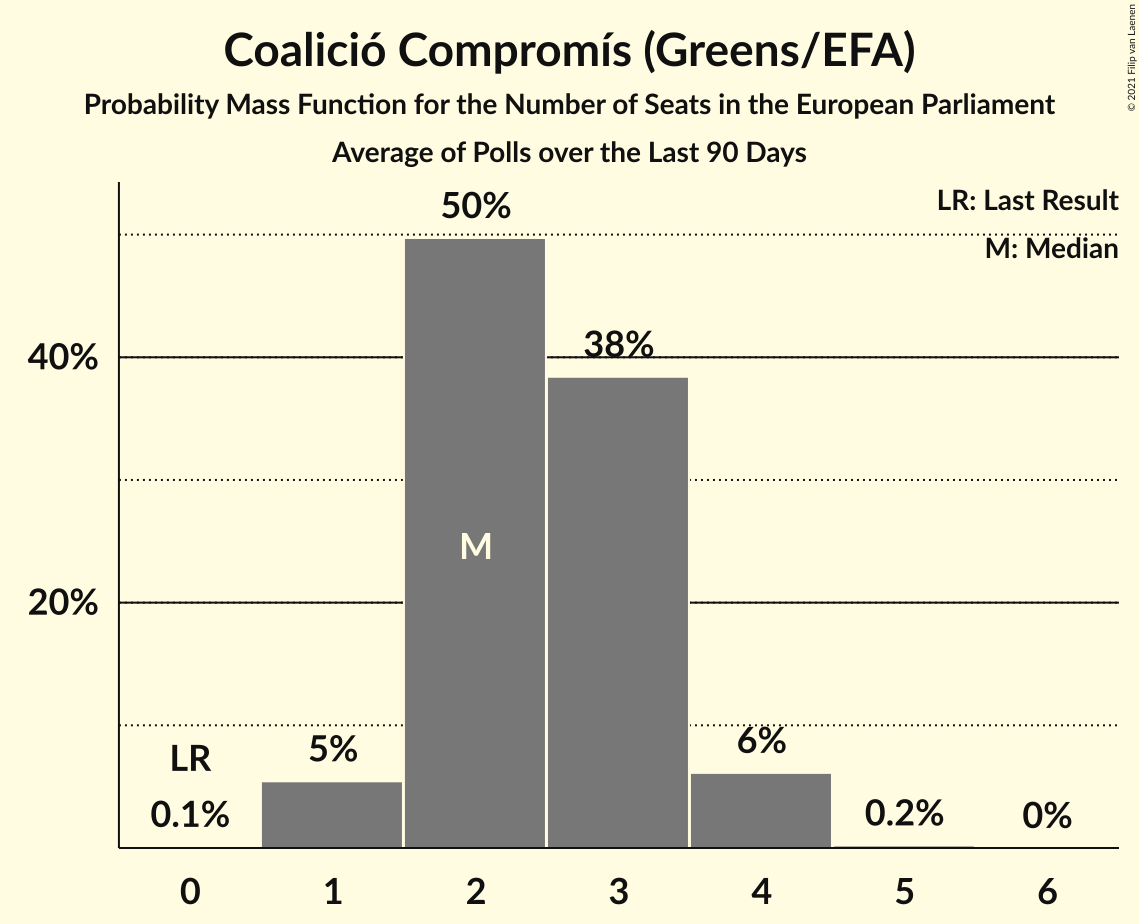 Coalició Compromís (Greens/EFA)
Probability Mass Function for the Number of Seats in the European Parliament
Average of Polls over the Last 90 Days
© 2021 Filip van Laenen
LR: Last Result
M: Median
50%
40%
38%
M
20%
LR
5%
6%
0.1%
0.2%
0%
0 1 2 3 4 5 6